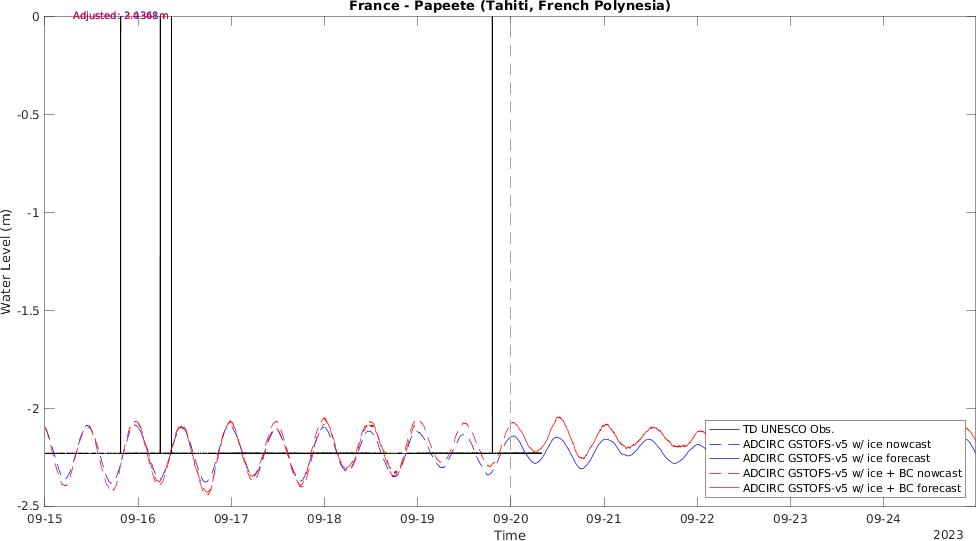 France - Papeete (Tahiti, French Polynesia)
Adjusted:
0
-0.5
-1
-1.5
-2
-2.5
Water Level (m)
09-15
09-16
09-17
09-18
09-19
09-20
09-21
09-22
09-23
09-24
Time
2023
TD UNESCO Obs.
ADCIRC GSTOFS-v5 w/ ice nowcast
ADCIRC GSTOFS-v5 w/ ice forecast
ADCIRC GSTOFS-v5 w/ ice + BC nowcast
ADCIRC GSTOFS-v5 w/ ice + BC forecast